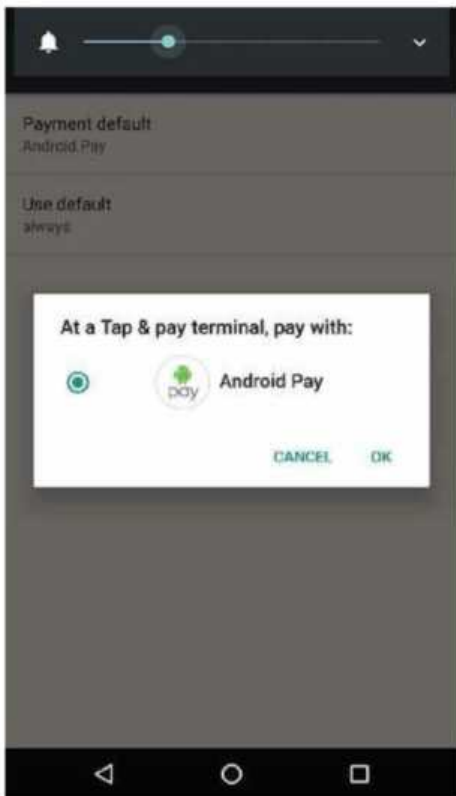 Payment default
Android Pay
Use default
always
At a Tap & pay terminal, pay with:
pay
Android Pay
CANCEL OK